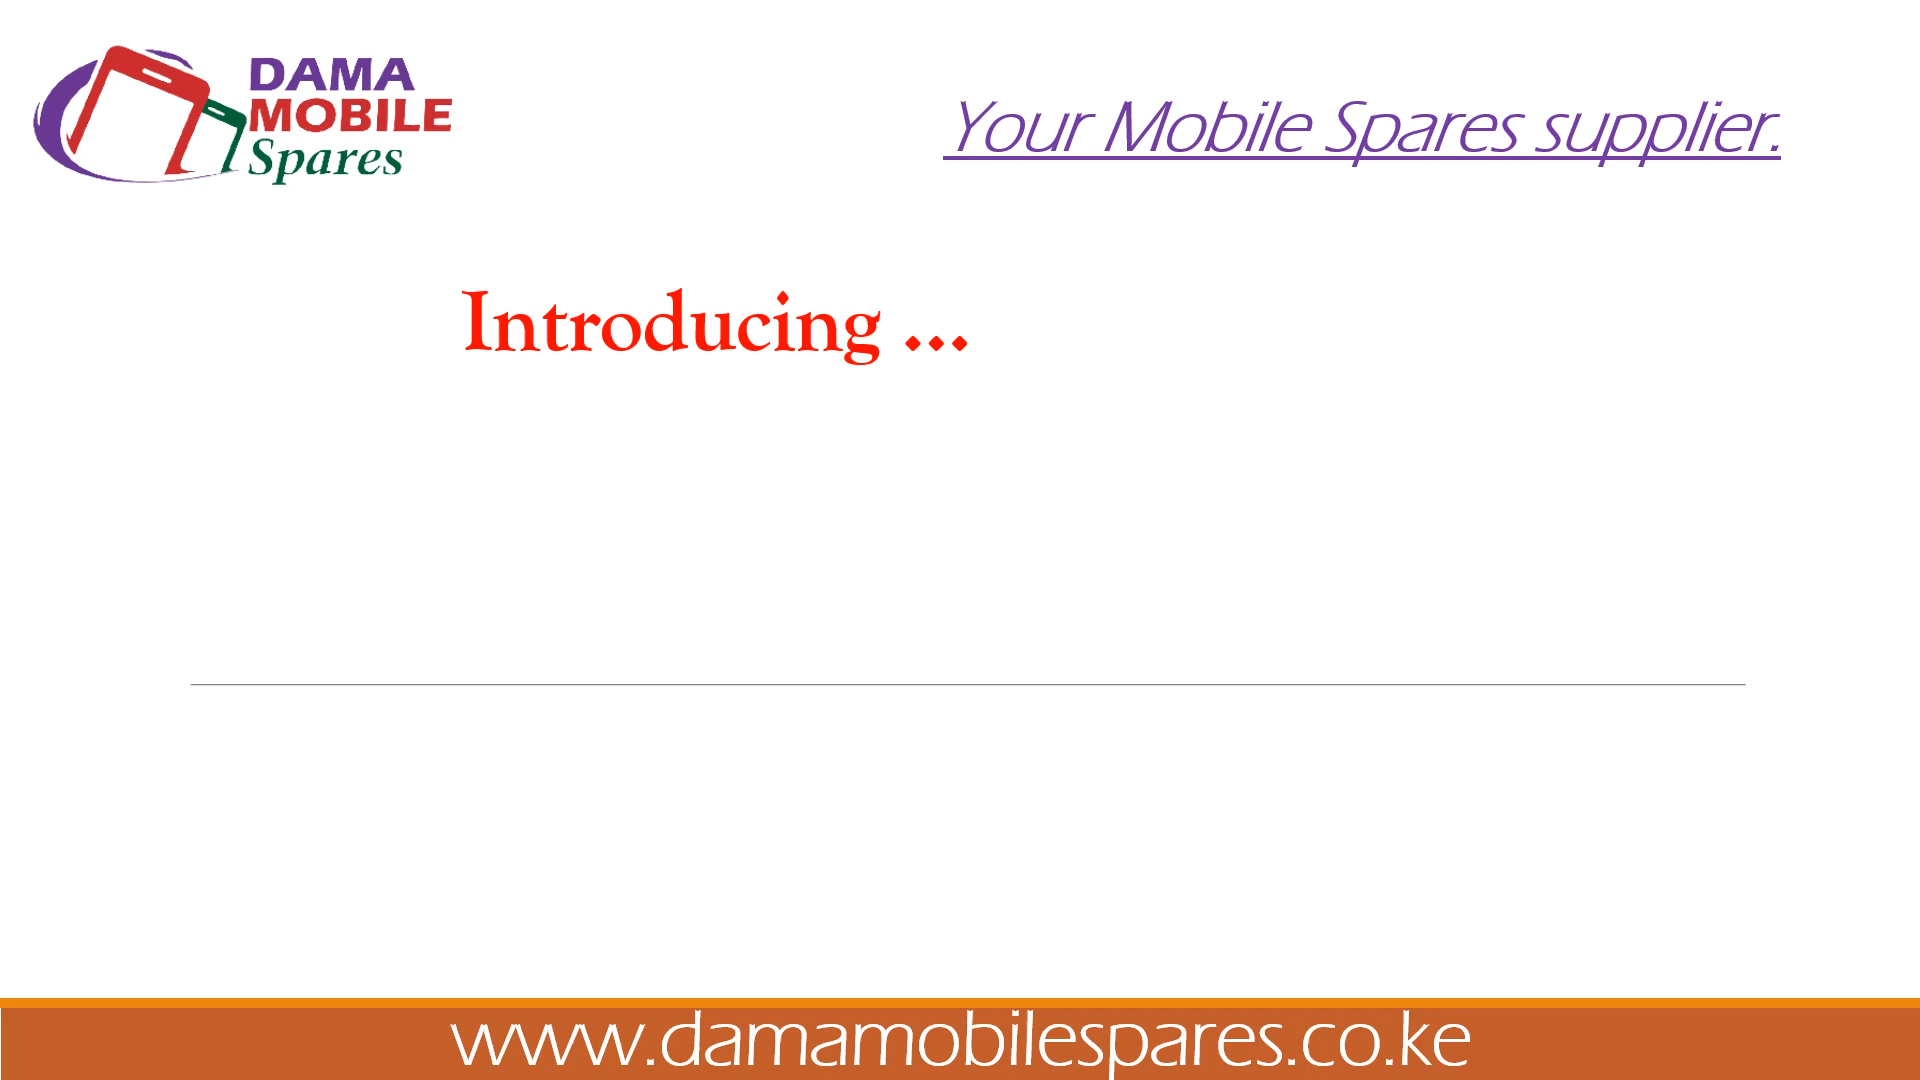 DAMA
MOBILE
Spares
Your Mobile Spares supplier.
Introducing ...
www.damamobilespares.co.ke